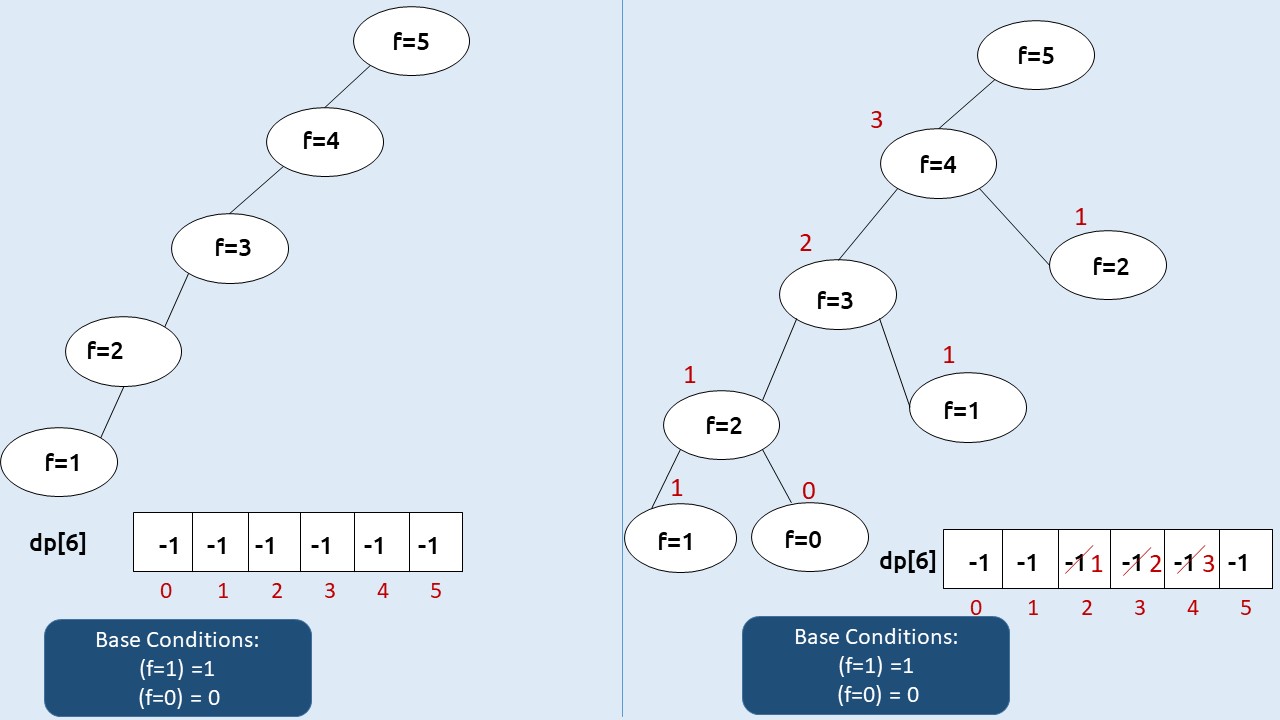 f=5
f=4
f=3
f=2
f=1
dp[6]
-1 -1 -1 -1 -1 -1
0 1 2 3 4 5
Base Conditions:
(f=1) =1
(f=0) = 0
f=5
3
f=4
1
2
f=2
f=3
1
1
f=2
f=1
1 0
f=1 f=0
dp[6]
-1 -1 -1 1 -1 2 -1 3 -1
0 1 2 3 4 5
Base Conditions:
(f=1) =1
(f=0) = 0